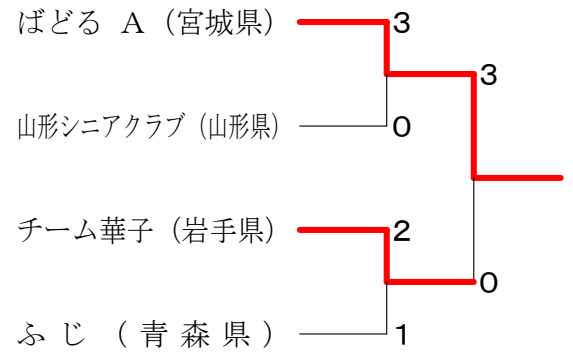 ばどる A（宮城県） 3
3
山形シニアクラブ（山形県） 0
チーム華子（岩手県） 2
0
ふじ（青森県） 1